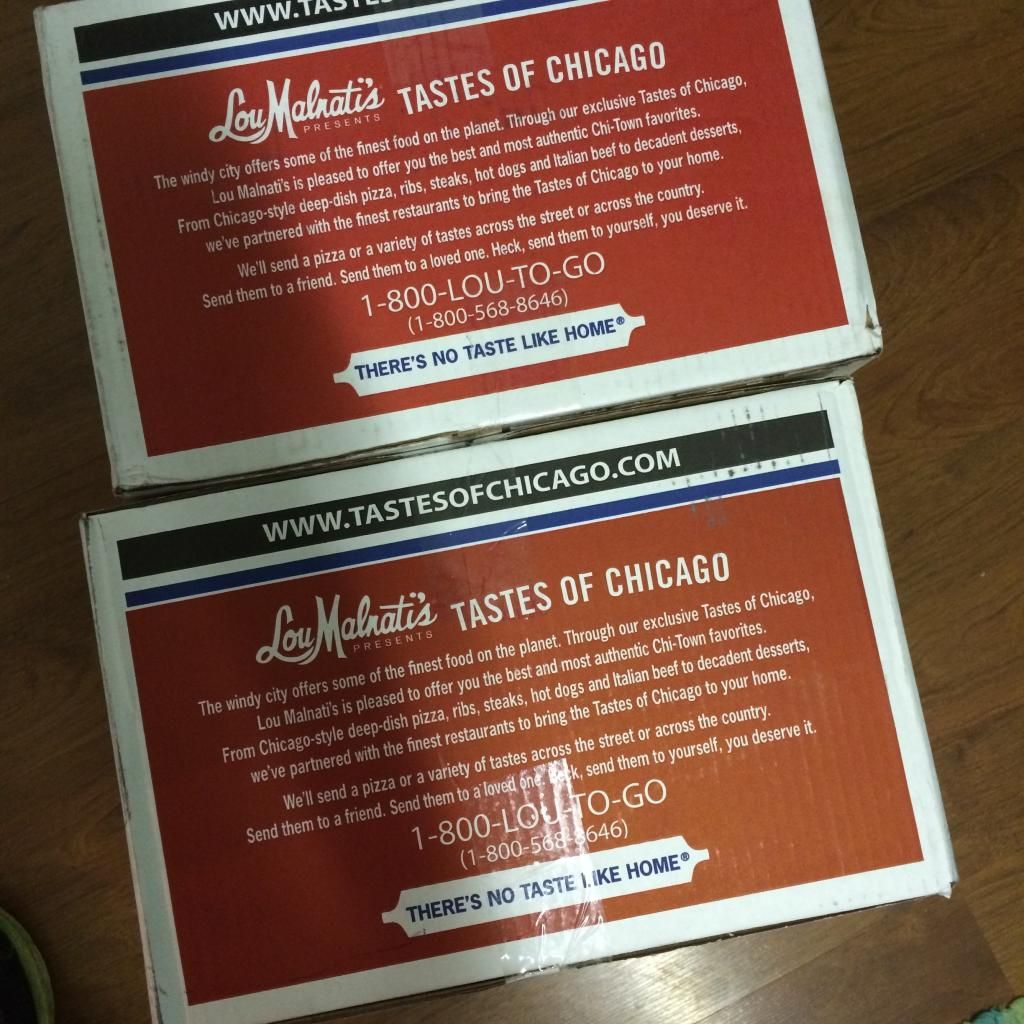 WWW.TASTES
Lou Malnati's TASTES OF CHICAGO
PRESENTS
The windy city offers some of the finest food on the planet. Through our exclusive Tastes of Chicago,
Lou Malnati's is pleased to offer you the best and most authentic Chi-Town favorites.
From Chicago-style deep-dish pizza, ribs, steaks, hot dogs and Italian beef to decadent desserts,
we've partnered with the finest restaurants to bring the Tastes of Chicago to your home.
We'll send a pizza or a variety of tastes across the street or across the country.
Send them to a friend. Send them to a loved one. Heck, send them to yourself, you deserve it.
1-800-LOU-TO-GO
(1-800-568-8646)
THERE'S NO TASTE LIKE HOME®
WWW.TASTESOFCHICAGO.COM
Lou Malnati's TASTES OF CHICAGO
PRESENTS
The windy city offers some of the finest food on the planet. Through our exclusive Tastes of Chicago,
Lou Malnati's is pleased to offer you the best and most authentic Chi-Town favorites.
From Chicago-style deep-dish pizza, ribs, steaks, hot dogs and Italian beef to decadent desserts,
we've partnered with the finest restaurants to bring the Tastes of Chicago to your home.
We'll send a pizza or a variety of tastes across the street or across the country.
Send them to a friend. Send them to a loved one. Heck, send them to yourself, you deserve it.
1-800-LOU-TO-GO
(1-800-568-8646)
THERE'S NO TASTE LIKE HOME®